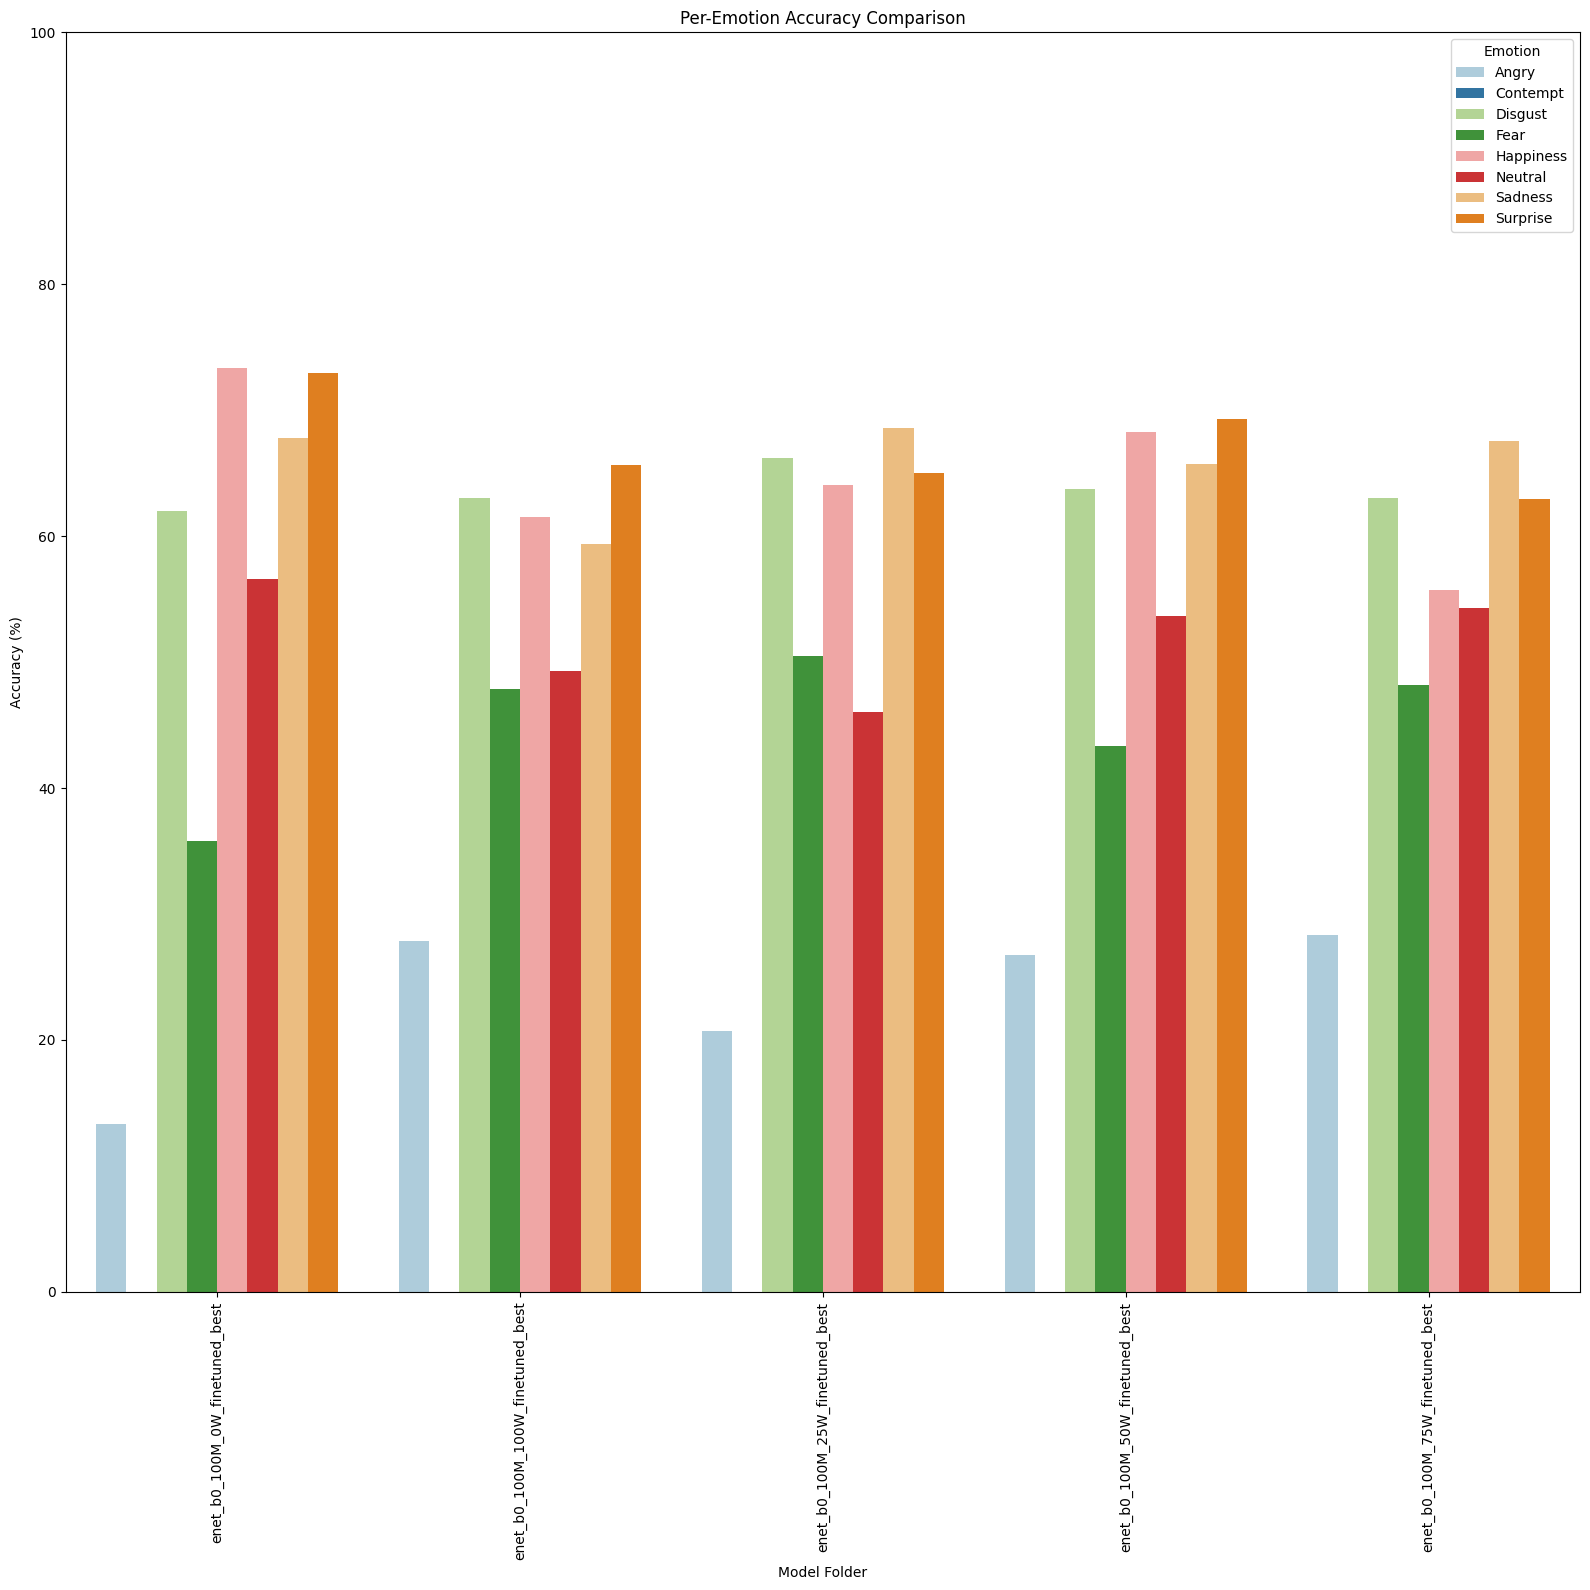 Per-Emotion Accuracy Comparison
Emotion
Angry
Contempt
Disgust
Fear
Happiness
Neutral
Sadness
Surprise
Accuracy (%)
100
80
60
40
20
0
enet_b0_100M_0W_finetuned_best
enet_b0_100M_100W_finetuned_best
enet_b0_100M_25W_finetuned_best
enet_b0_100M_50W_finetuned_best
enet_b0_100M_75W_finetuned_best
Model Folder